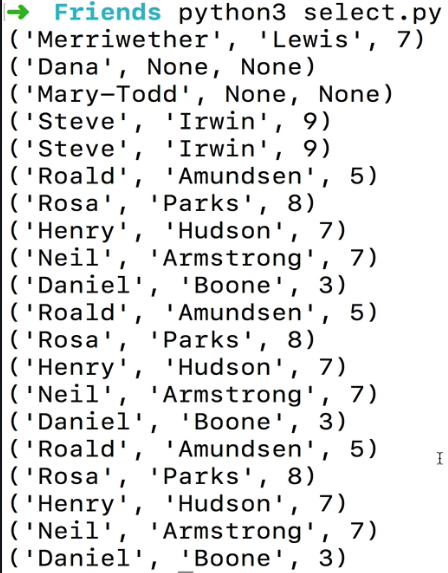 ➜ Friends python3 select.py
('Merriwether', 'Lewis', 7)
('Dana', None, None)
('Mary-Todd', None, None)
('Steve', 'Irwin', 9)
('Steve', 'Irwin', 9)
('Roald', 'Amundsen', 5)
('Rosa', 'Parks', 8)
('Henry', 'Hudson', 7)
('Neil', 'Armstrong', 7)
('Daniel', 'Boone', 3)
('Roald', 'Amundsen', 5)
('Rosa', 'Parks', 8)
('Henry', 'Hudson', 7)
('Neil', 'Armstrong', 7)
('Daniel', 'Boone', 3)
('Roald', 'Amundsen', 5)
('Rosa', 'Parks', 8)
('Henry', 'Hudson', 7)
('Neil', 'Armstrong', 7)
('Daniel', 'Boone', 3)